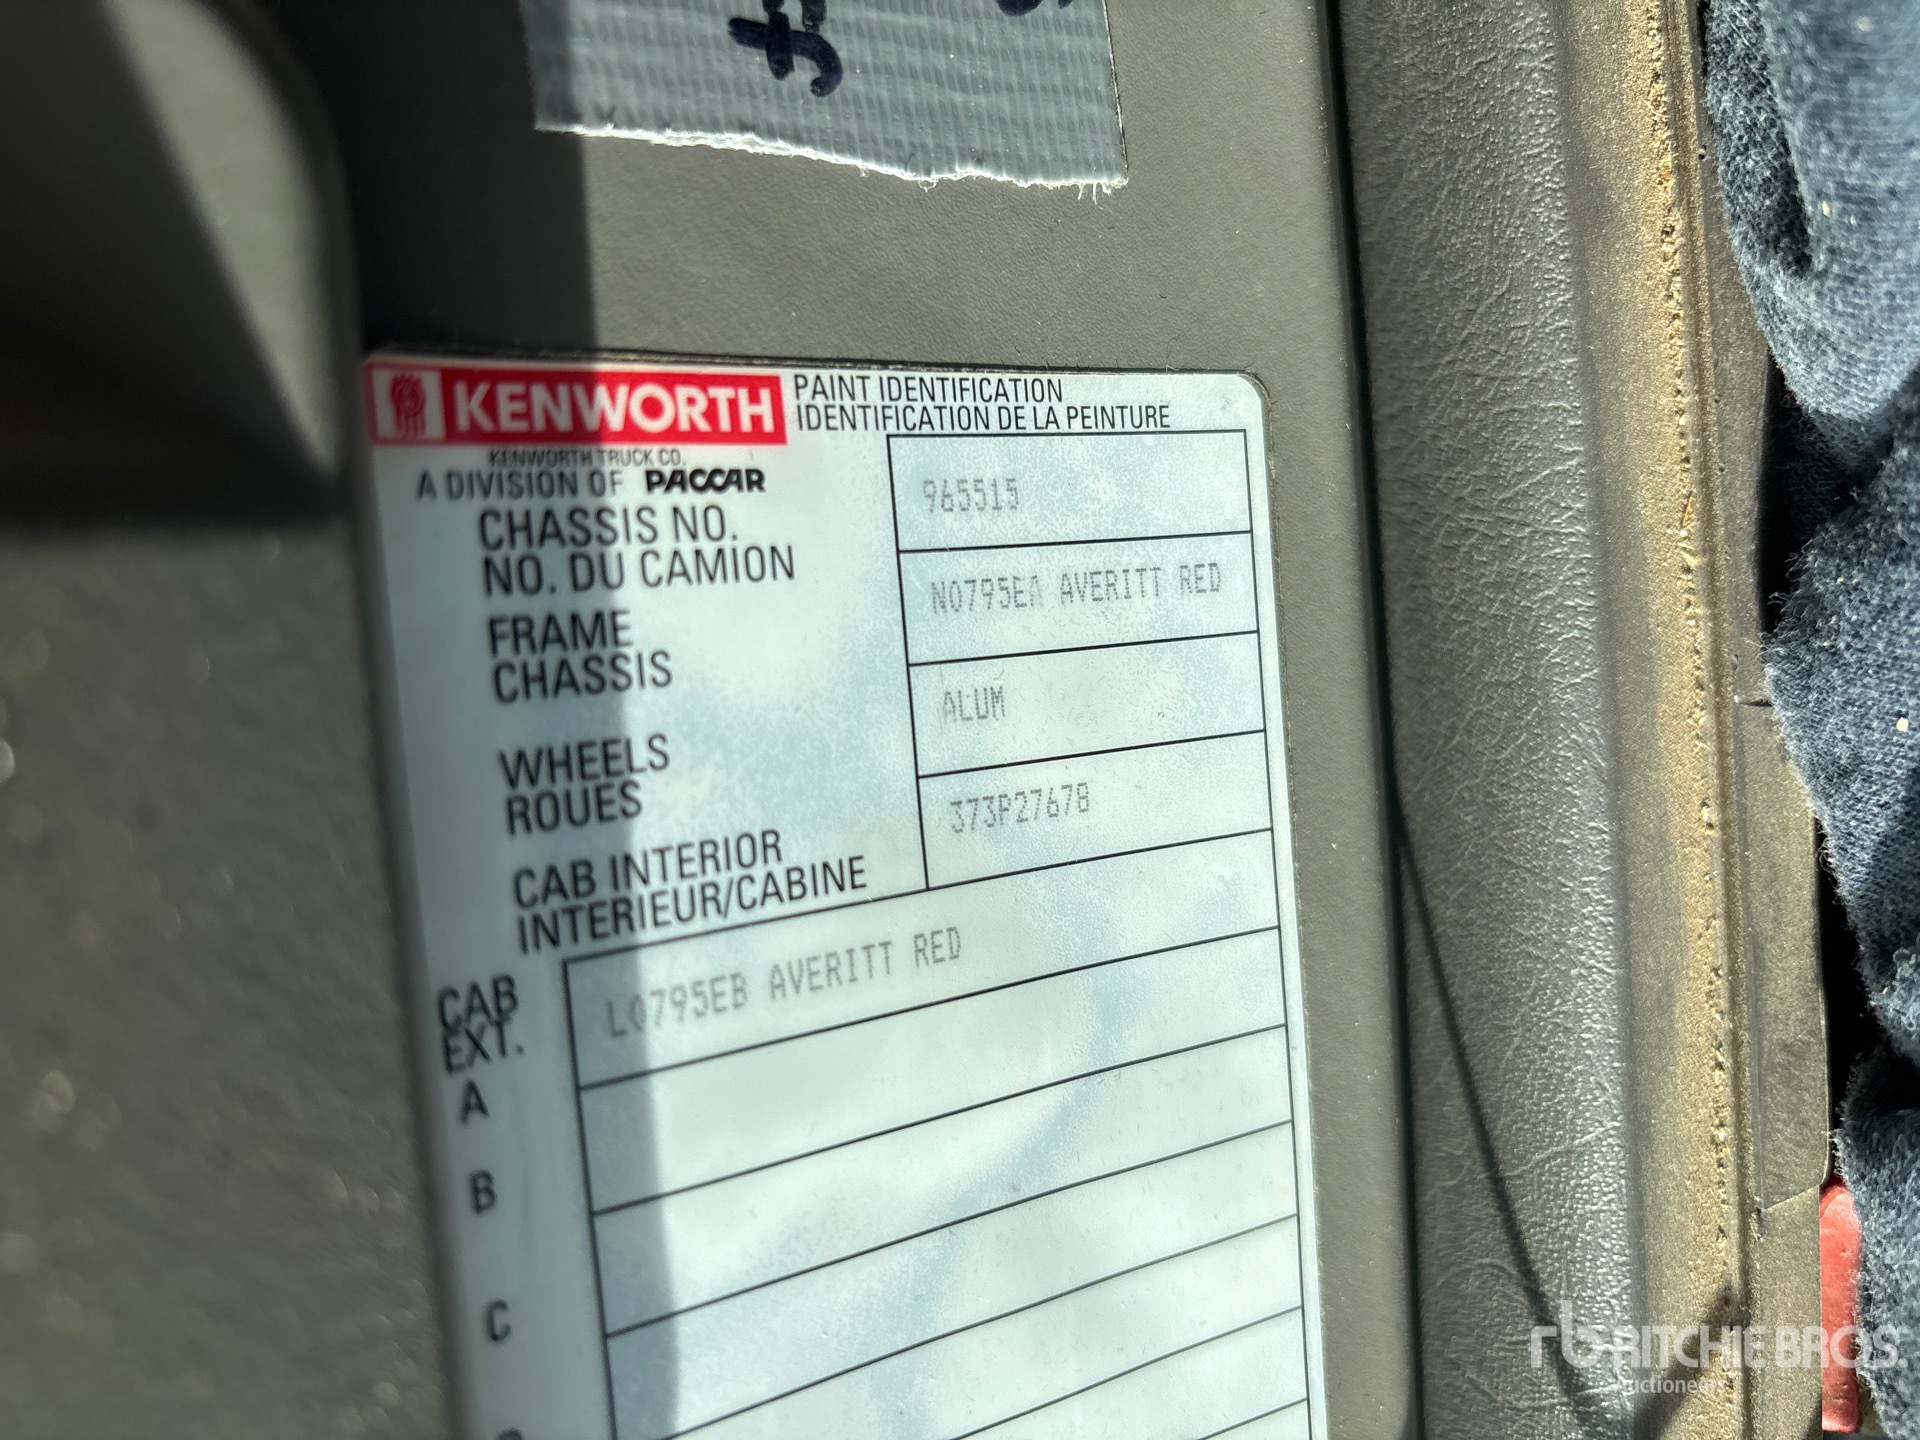 KENWORTH
PAINT IDENTIFICATION
IDENTIFICATION DE LA PEINTURE
KENWORTH TRUCK CO.
A DIVISION OF PACCAR
CHASSIS NO.
NO. DU CAMION
965515
FRAME
CHASSIS
N0795EA AVERITT RED
WHEELS
ROUES
ALUM
CAB INTERIOR
INTERIEUR/CABINE
373P27678
CAB
EXT.
L0795EB AVERITT RED
A
B
C
rb RITCHIE BROS.
Auctioneers